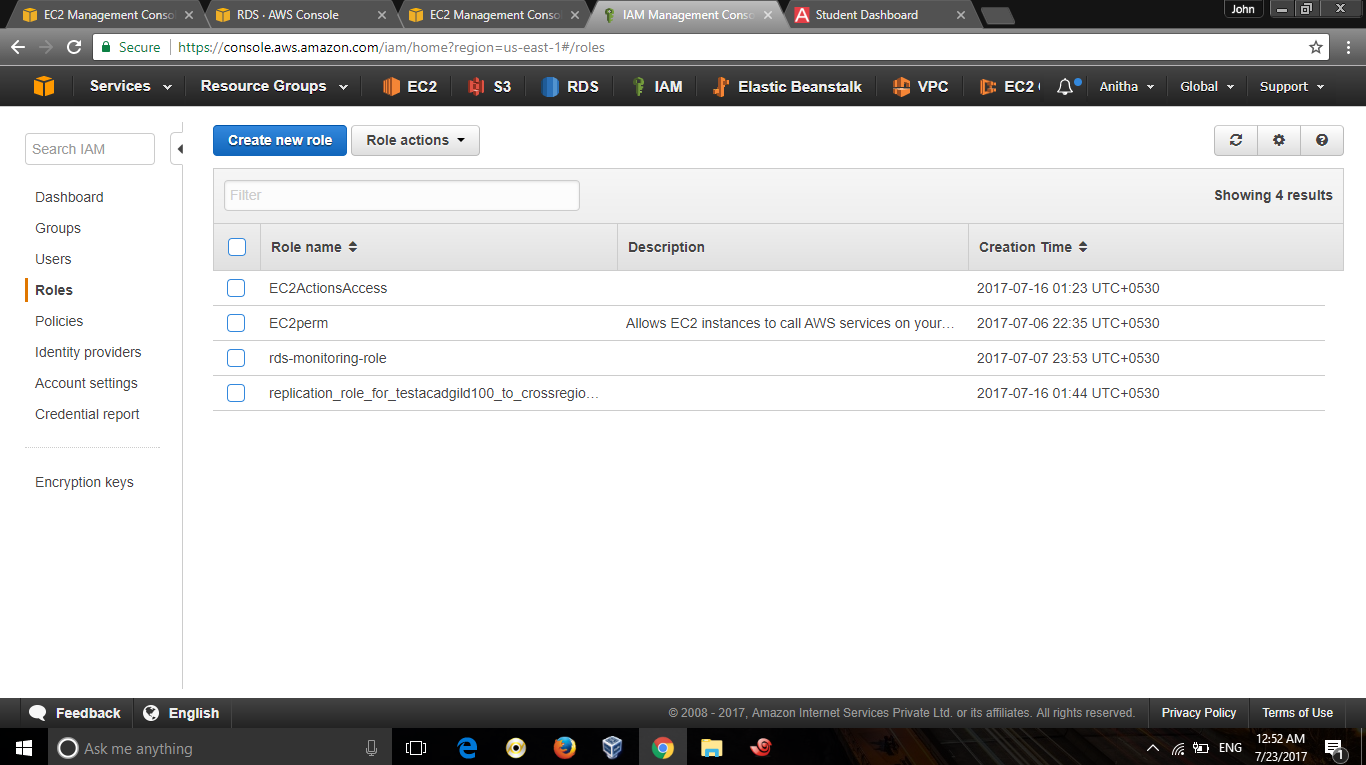 EC2 Management Conso
RDS · AWS Console
EC2 Management Conso
IAM Management Conso
Student Dashboard
John
Secure https://console.aws.amazon.com/iam/home?region=us-east-1#/roles
Services Resource Groups EC2 S3 RDS IAM Elastic Beanstalk VPC EC2 Anitha Global Support
Search IAM
Dashboard
Groups
Users
Roles
Policies
Identity providers
Account settings
Credential report
Encryption keys
Create new role Role actions
Filter
Showing 4 results
Role name Description Creation Time
EC2ActionsAccess 2017-07-16 01:23 UTC+0530
EC2perm Allows EC2 instances to call AWS services on your… 2017-07-06 22:35 UTC+0530
rds-monitoring-role 2017-07-07 23:53 UTC+0530
replication_role_for_testacadgild100_to_crossregio… 2017-07-16 01:44 UTC+0530
Feedback English © 2008 - 2017, Amazon Internet Services Private Ltd. or its affiliates. All rights reserved. Privacy Policy Terms of Use
Ask me anything
ENG
12:52 AM
7/23/2017
1